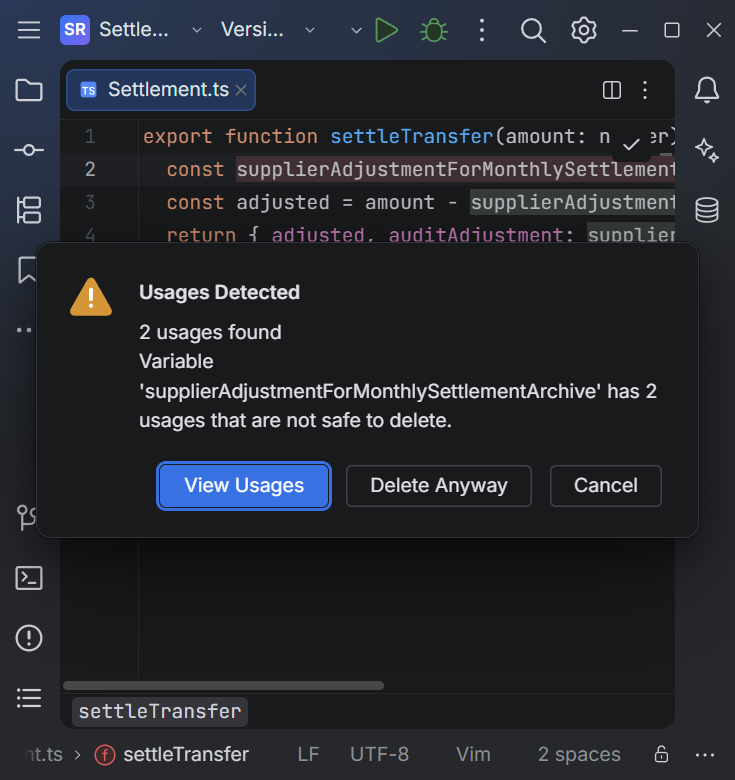 SR Settle... Versi...
Settlement.ts
1 export function settleTransfer(amount:
2 const supplierAdjustmentForMonthlySettlement
3 const adjusted = amount - supplierAdjustment
4 return { adjusted, auditAdjustment: supplier
Usages Detected
2 usages found
Variable
'supplierAdjustmentForMonthlySettlementArchive' has 2
usages that are not safe to delete.
View Usages Delete Anyway Cancel
settleTransfer
nt.ts › f settleTransfer LF UTF-8 Vim 2 spaces